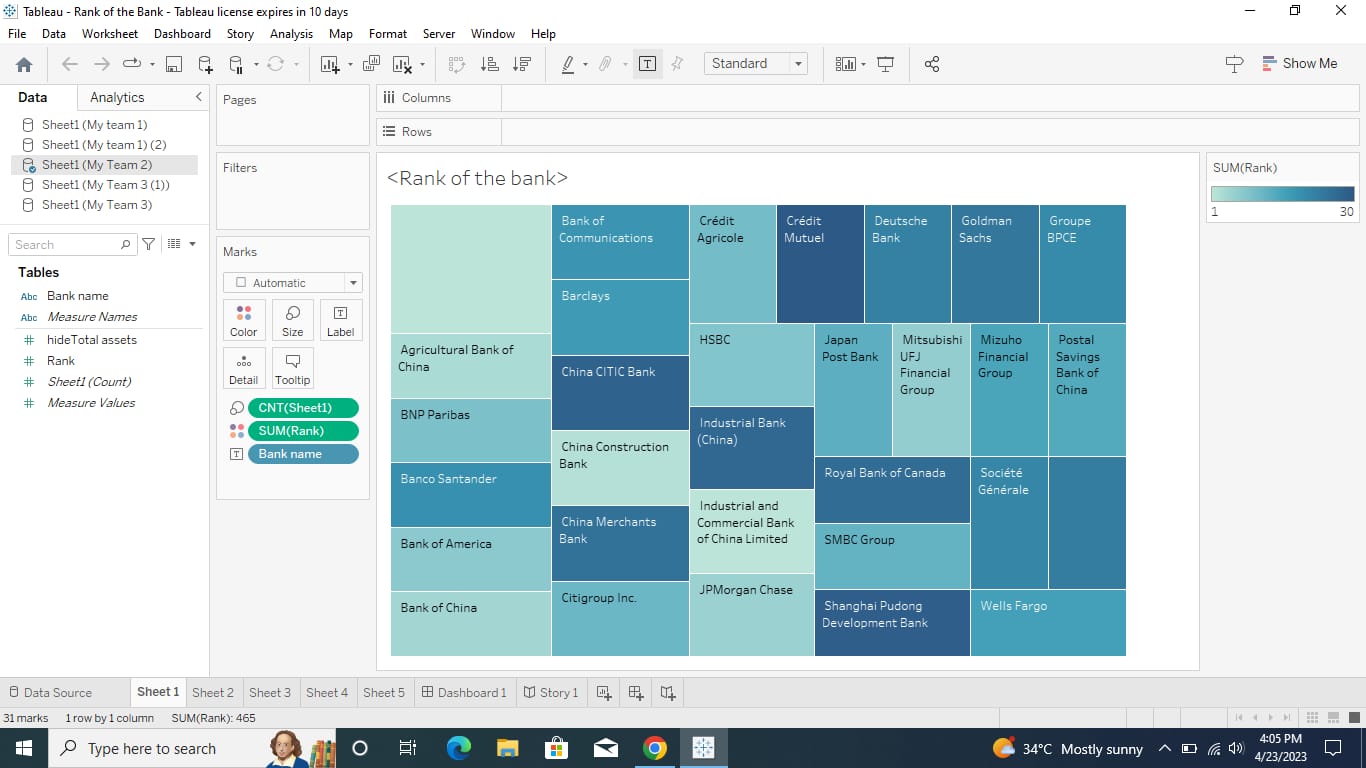 Tableau - Rank of the Bank - Tableau license expires in 10 days
File Data Worksheet Dashboard Story Analysis Map Format Server Window Help
Standard
Show Me
Data Analytics
Sheet1 (My team 1)
Sheet1 (My team 1) (2)
Sheet1 (My Team 2)
Sheet1 (My Team 3 (1))
Sheet1 (My Team 3)
Search
Tables
Abc Bank name
Abc Measure Names
hideTotal assets
Rank
Sheet1 (Count)
Measure Values
Pages
Filters
Marks
Automatic
Color Size Label
Detail Tooltip
CNT(Sheet1)
SUM(Rank)
Bank name
Columns
Rows
<Rank of the bank>
Agricultural Bank of
China
BNP Paribas
Banco Santander
Bank of America
Bank of China
Bank of
Communications
Barclays
China CITIC Bank
China Construction
Bank
China Merchants
Bank
Citigroup Inc.
Crédit
Agricole
Crédit
Mutuel
Deutsche
Bank
Goldman
Sachs
Groupe
BPCE
HSBC
Industrial Bank
(China)
Industrial and
Commercial Bank
of China Limited
JPMorgan Chase
Japan
Post Bank
Mitsubishi
UFJ
Financial
Group
Mizuho
Financial
Group
Postal
Savings
Bank of
China
Royal Bank of Canada
SMBC Group
Shanghai Pudong
Development Bank
Société
Générale
Wells Fargo
SUM(Rank)
1 30
Data Source Sheet 1 Sheet 2 Sheet 3 Sheet 4 Sheet 5 Dashboard 1 Story 1
31 marks 1 row by 1 column SUM(Rank): 465
Type here to search
34°C Mostly sunny
4:05 PM
4/23/2023